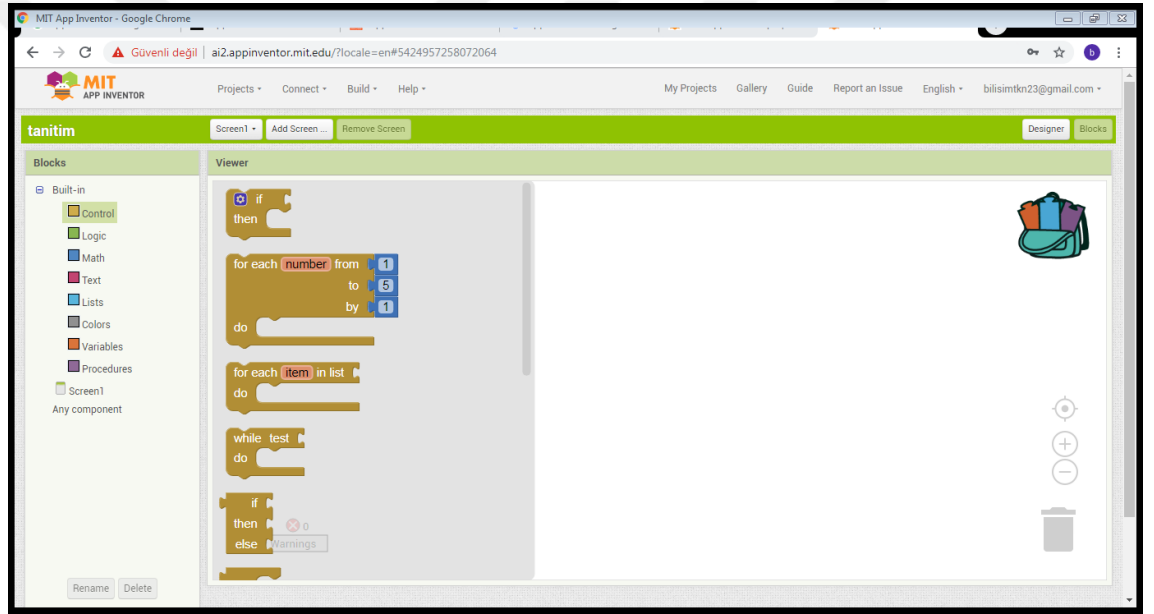 MIT App Inventor - Google Chrome
Güvenli değil | ai2.appinventor.mit.edu/?locale=en#5424957258072064
b
MIT
APP INVENTOR
Projects Connect Build Help My Projects Gallery Guide Report an Issue English bilisimtkn23@gmail.com
tanitim Screen1 Add Screen ... Remove Screen Designer Blocks
Blocks
Viewer
Built-in
Control
Logic
Math
Text
Lists
Colors
Variables
Procedures
Screen1
Any component
Rename Delete
if
then
for each number from 1
to 5
by 1
do
for each item in list
do
while test
do
if
then
else
0
Warnings